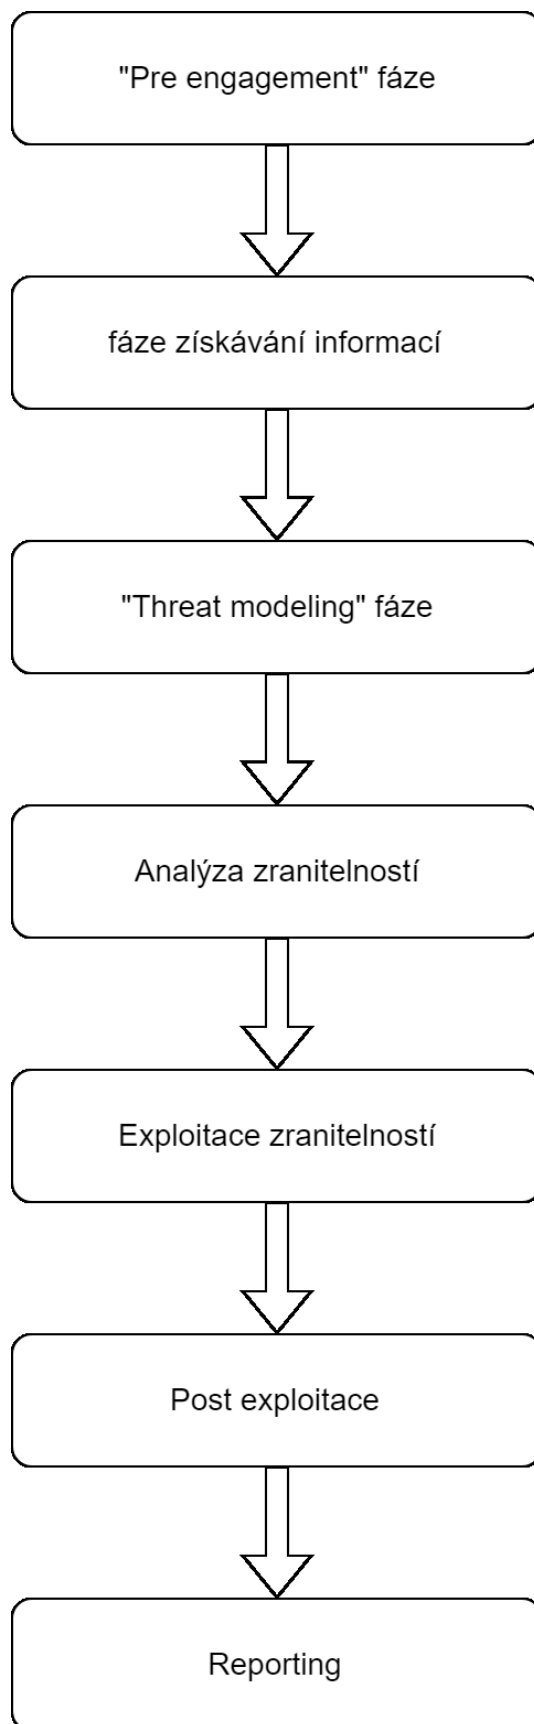 "Pre engagement" fáze
fáze získávání informací
"Threat modeling" fáze
Analýza zranitelností
Exploitace zranitelností
Post exploitace
Reporting